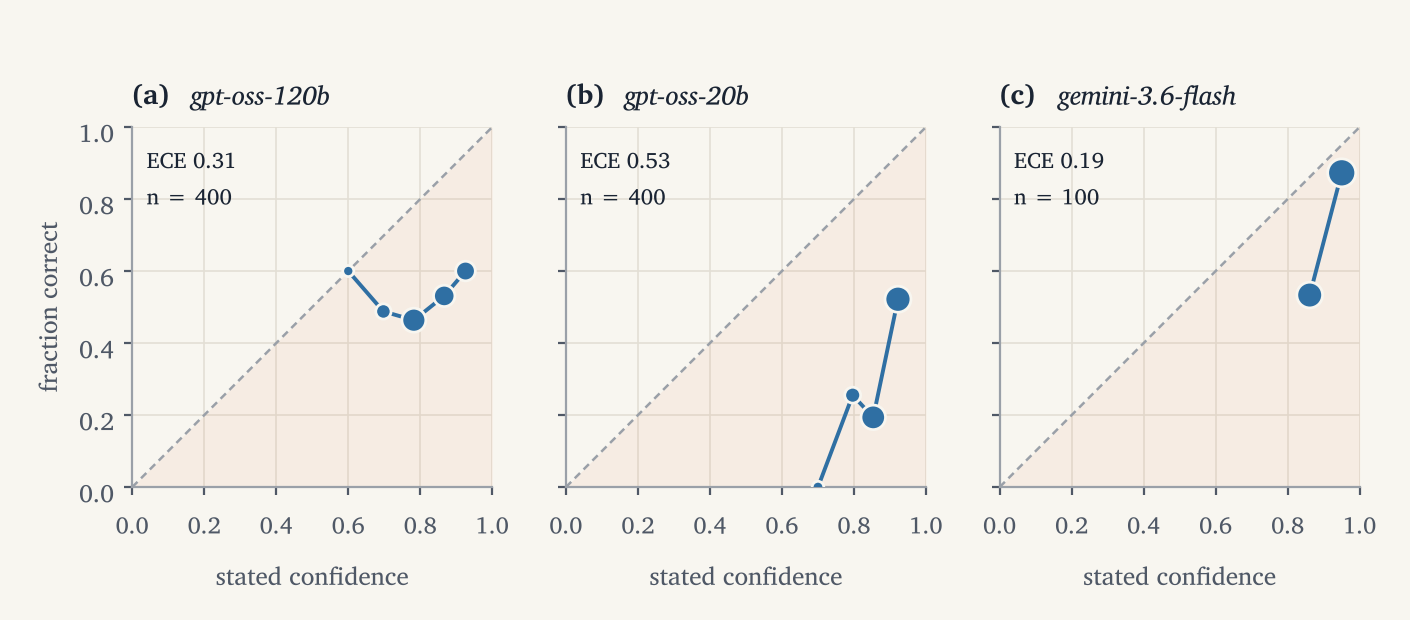 (a) gpt-oss-120b
ECE 0.31
n = 400
1.0
0.8
0.6
0.4
0.2
0.0
fraction correct
0.0 0.2 0.4 0.6 0.8 1.0
stated confidence
(b) gpt-oss-20b
ECE 0.53
n = 400
0.0 0.2 0.4 0.6 0.8 1.0
stated confidence
(c) gemini-3.6-flash
ECE 0.19
n = 100
0.0 0.2 0.4 0.6 0.8 1.0
stated confidence